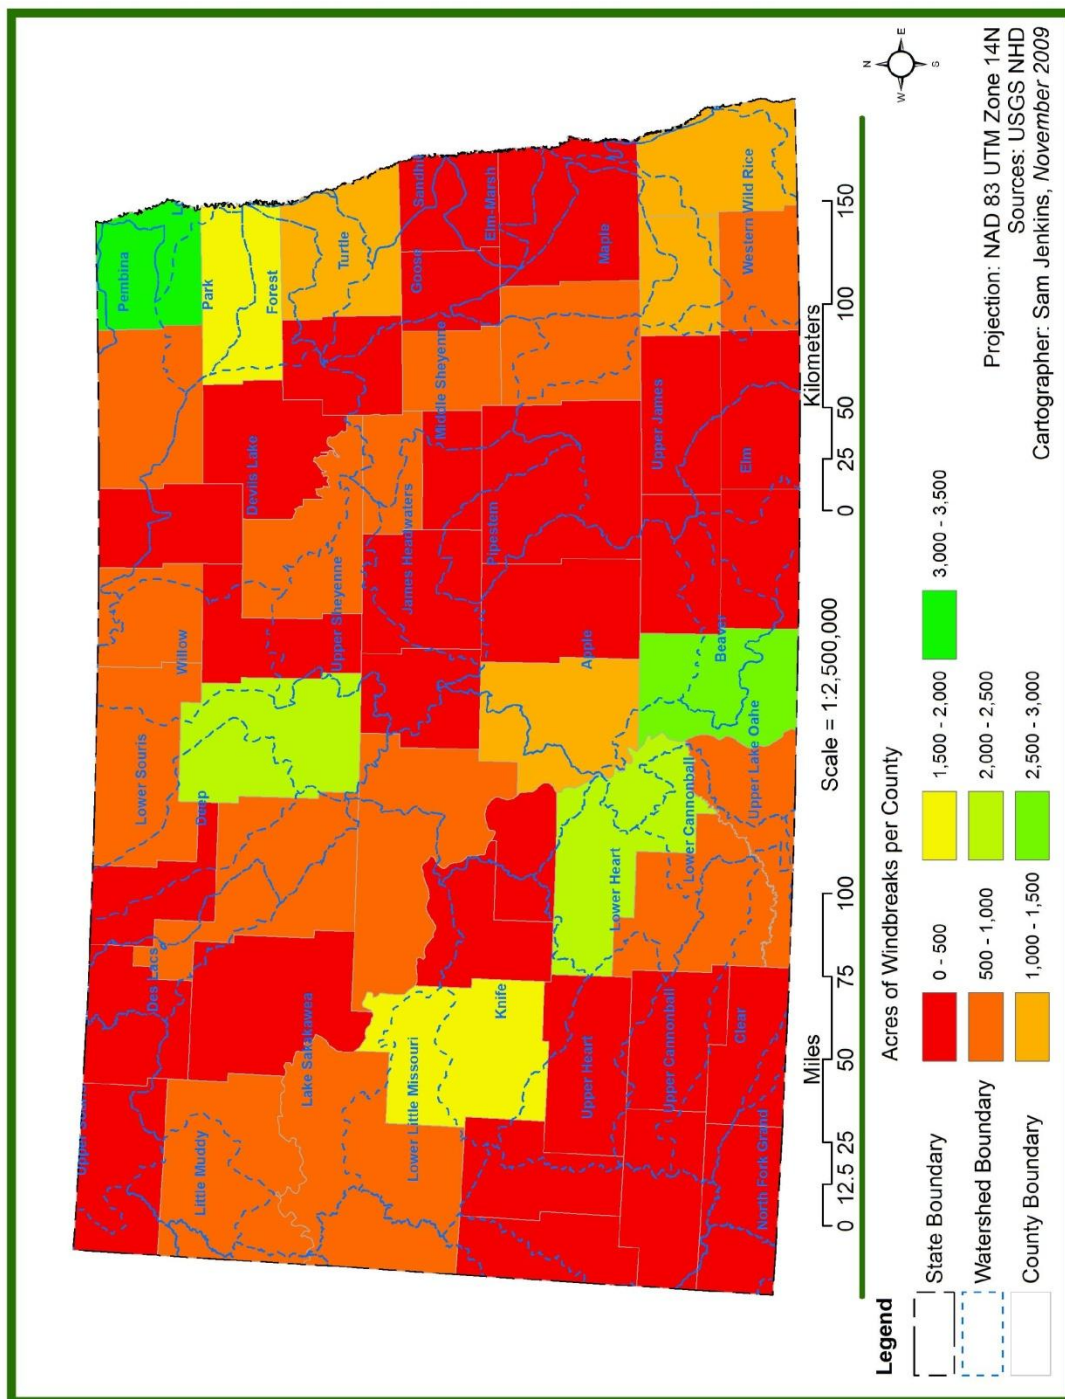 Upper
Des Lacs
Little Muddy
Lake Sakakawea
Lower Little Missouri
Knife
Upper Heart
Upper Cannonball
Clear
North Fork Grand
Lower Souris
Deep
Willow
Upper Sheyenne
Devils Lake
James Headwaters
Pipestem
Apple
Beaver
Lower Heart
Lower Cannonball
Upper Lake Oahe
Pembina
Park
Forest
Turtle
Goose
Sandhill
Elm-Marsh
Middle Sheyenne
Maple
Upper James
Elm
Western Wild Rice
N
W
E
S
Miles
0 12.5 25 50 75 100
Scale = 1:2,500,000
Kilometers
0 25 50 100 150
Legend
State Boundary
Watershed Boundary
County Boundary
Acres of Windbreaks per County
0 - 500
500 - 1,000
1,000 - 1,500
1,500 - 2,000
2,000 - 2,500
2,500 - 3,000
3,000 - 3,500
Projection: NAD 83 UTM Zone 14N
Sources: USGS NHD
Cartographer: Sam Jenkins, November 2009